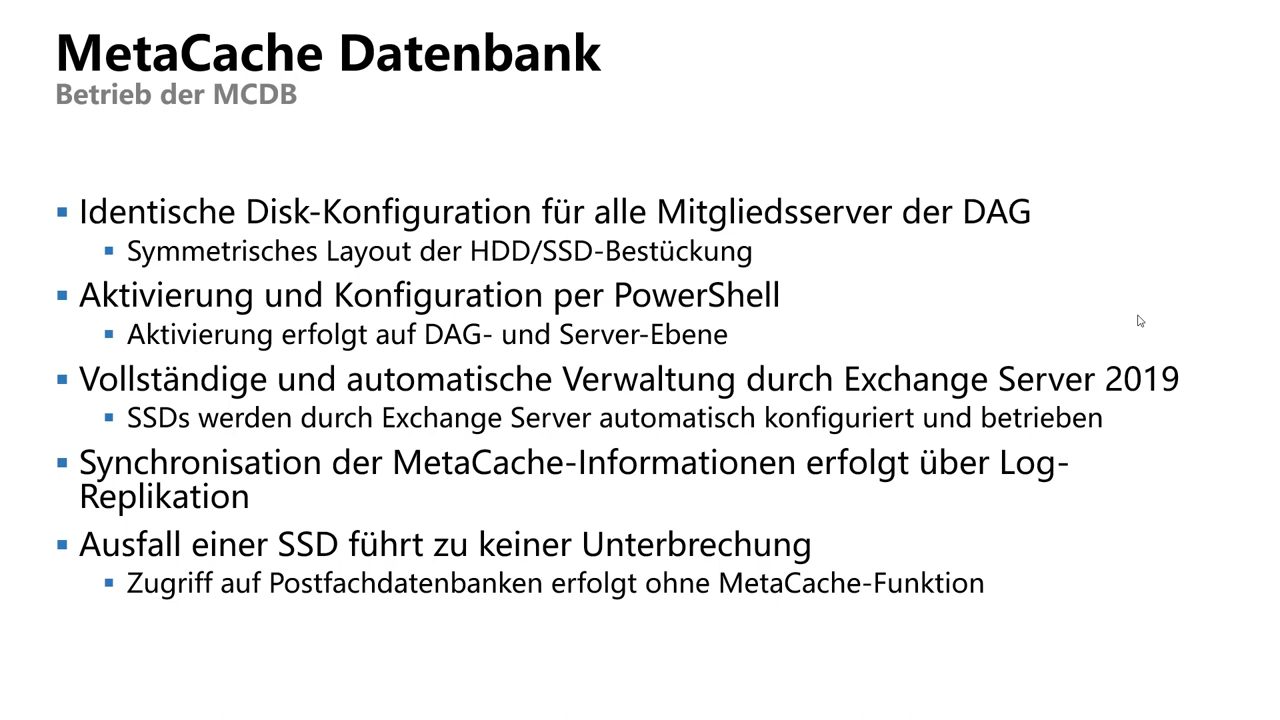 MetaCache Datenbank
Betrieb der MCDB
Identische Disk-Konfiguration für alle Mitgliedsserver der DAG
Symmetrisches Layout der HDD/SSD-Bestückung
Aktivierung und Konfiguration per PowerShell
Aktivierung erfolgt auf DAG- und Server-Ebene
Vollständige und automatische Verwaltung durch Exchange Server 2019
SSDs werden durch Exchange Server automatisch konfiguriert und betrieben
Synchronisation der MetaCache-Informationen erfolgt über Log-
Replikation
Ausfall einer SSD führt zu keiner Unterbrechung
Zugriff auf Postfachdatenbanken erfolgt ohne MetaCache-Funktion